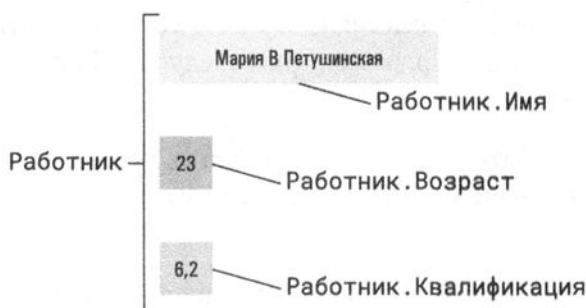 Мария В Петушинская
Работник.Имя
Работник
23
Работник.Возраст
6,2
Работник.Квалификация